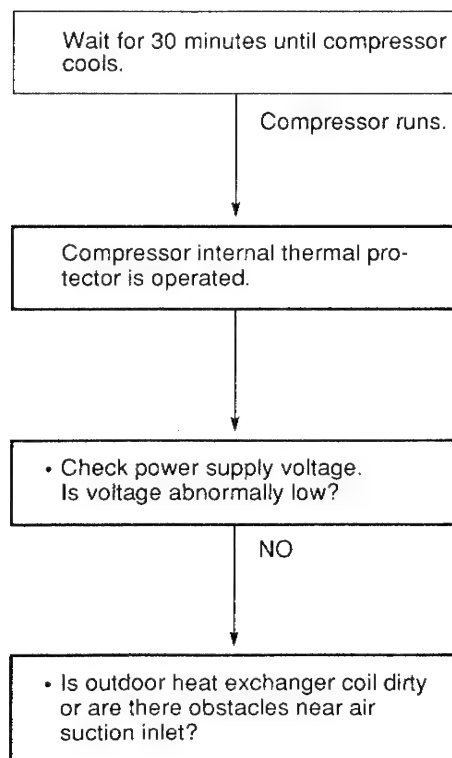 Wait for 30 minutes until compressor
cools.
Compressor runs.
Compressor internal thermal pro-
tector is operated.
• Check power supply voltage.
Is voltage abnormally low?
NO
• Is outdoor heat exchanger coil dirty
or are there obstacles near air
suction inlet?